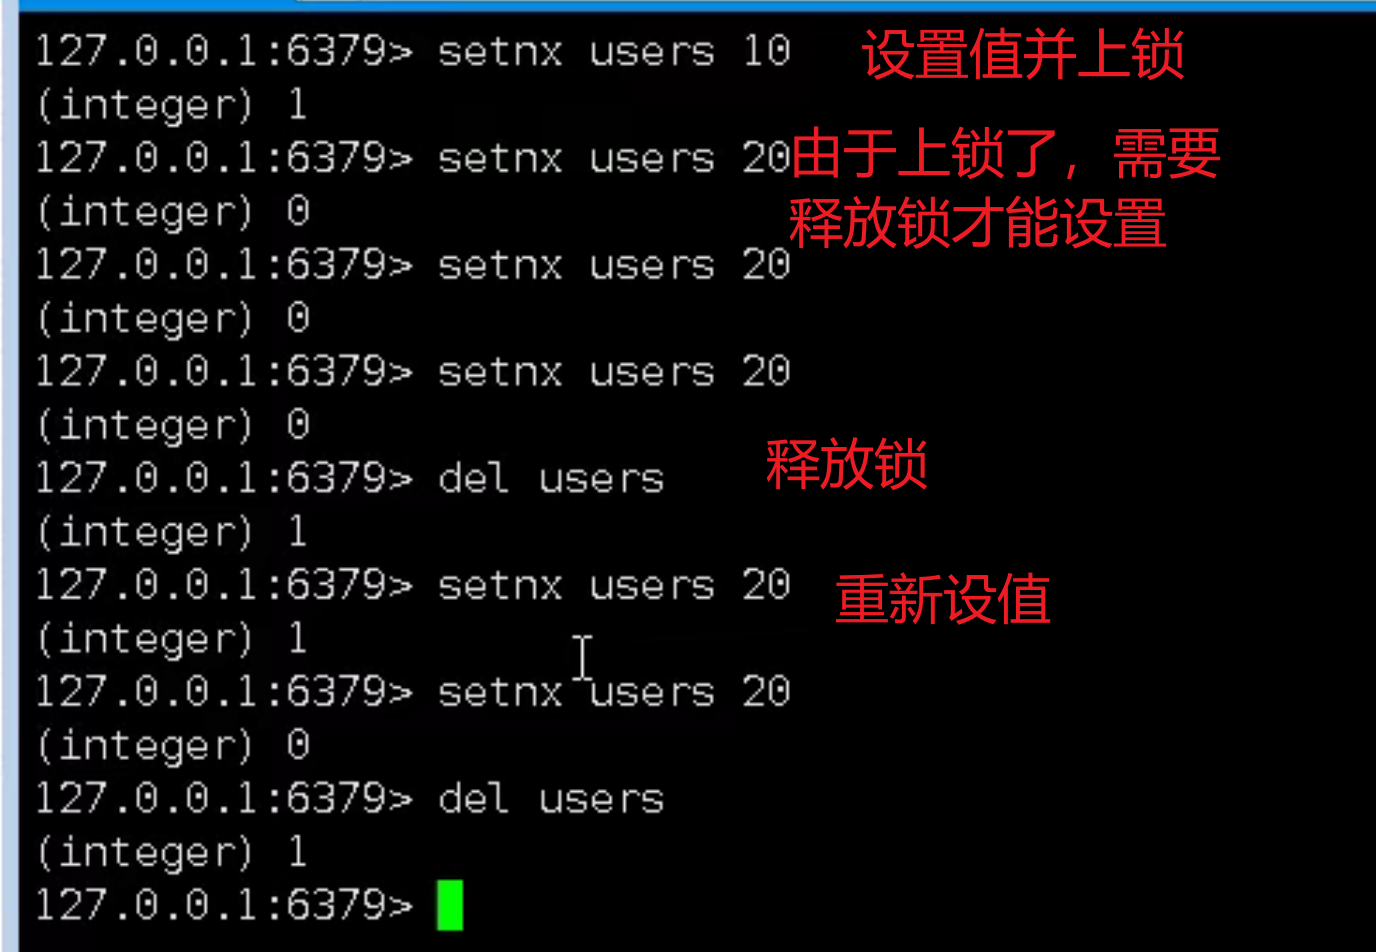 127.0.0.1:6379> setnx users 10 设置值并上锁
(integer) 1
127.0.0.1:6379> setnx users 20由于上锁了，需要
释放锁才能设置
(integer) 0
127.0.0.1:6379> setnx users 20
(integer) 0
127.0.0.1:6379> setnx users 20
(integer) 0
127.0.0.1:6379> del users 释放锁
(integer) 1
127.0.0.1:6379> setnx users 20 重新设值
(integer) 1
127.0.0.1:6379> setnx users 20
(integer) 0
127.0.0.1:6379> del users
(integer) 1
127.0.0.1:6379>